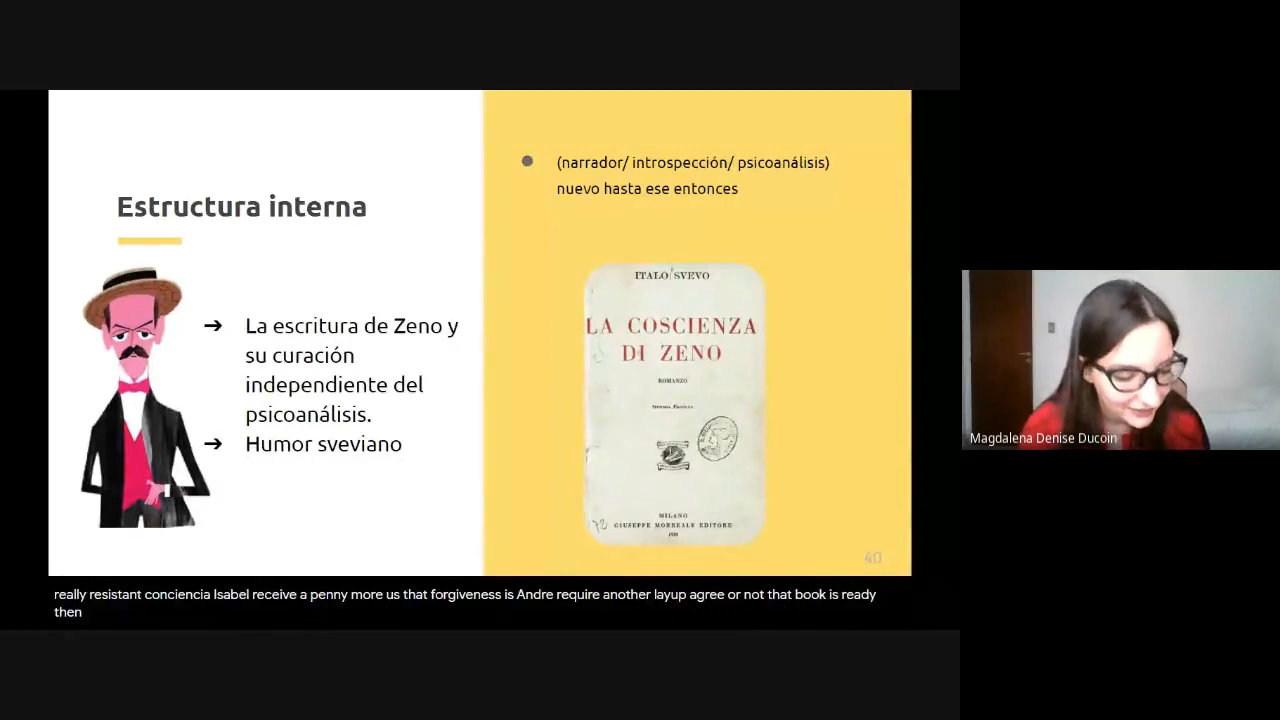 Estructura interna
➔ La escritura de Zeno y
su curación
independiente del
psicoanálisis.
➔ Humor sveviano
● (narrador/ introspección/ psicoanálisis)
nuevo hasta ese entonces
ITALO SVEVO
LA COSCIENZA
DI ZENO
ROMANZO
MILANO
GIUSEPPE MORREALE EDITORE
40
really resistant conciencia Isabel receive a penny more us that forgiveness is Andre require another layup agree or not that book is ready
then
Magdalena Denise Ducoin